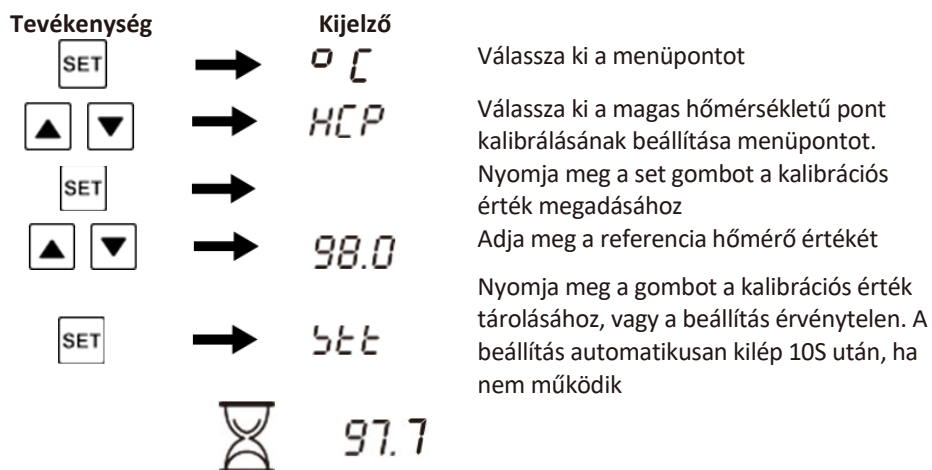 Tevékenység Kijelző
SET °C Válassza ki a menüpontot
HCP Válassza ki a magas hőmérsékletű pont
kalibrálásának beállítása menüpontot.
SET Nyomja meg a set gombot a kalibrációs
érték megadásához
98.0 Adja meg a referencia hőmérő értékét
Nyomja meg a gombot a kalibrációs érték
tárolásához, vagy a beállítás érvénytelen. A
SET Stt beállítás automatikusan kilép 10S után, ha
nem működik
97.7